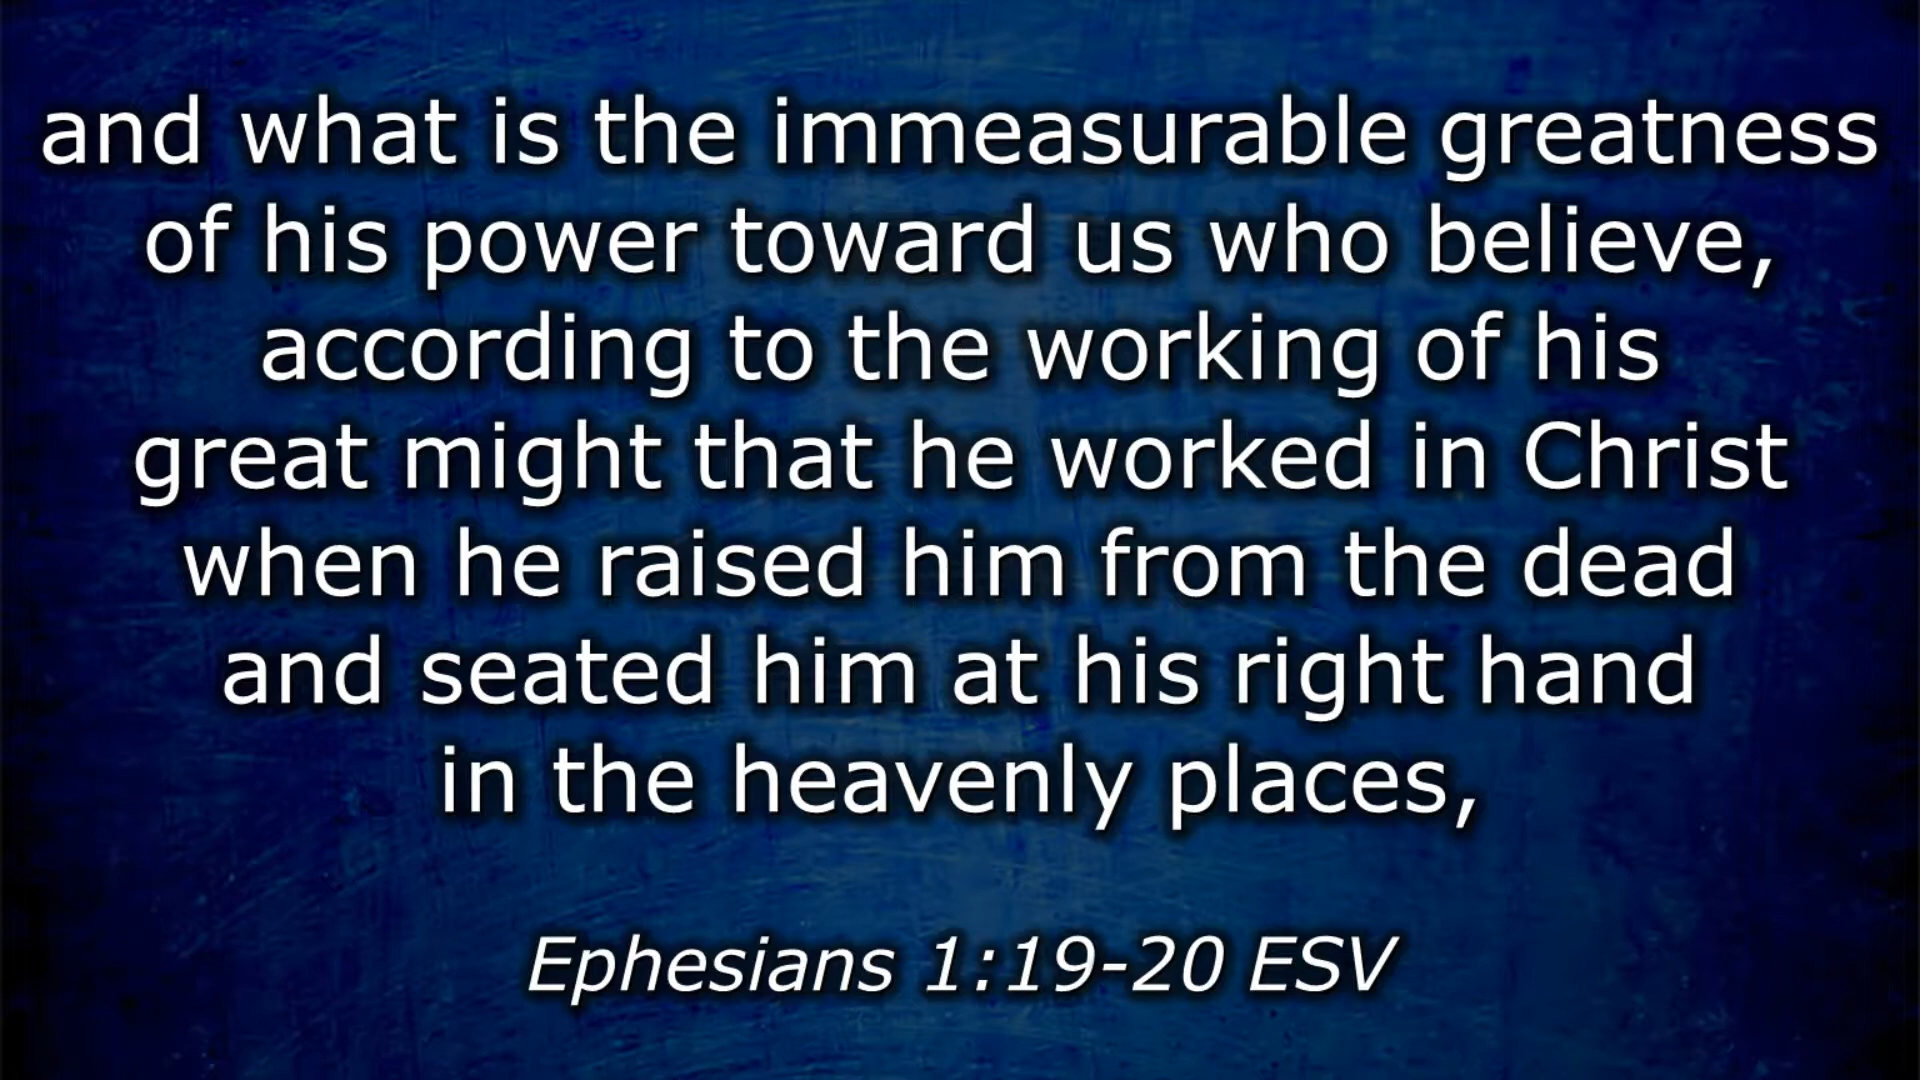 and what is the immeasurable greatness
of his power toward us who believe,
according to the working of his
great might that he worked in Christ
when he raised him from the dead
and seated him at his right hand
in the heavenly places,
Ephesians 1:19-20 ESV